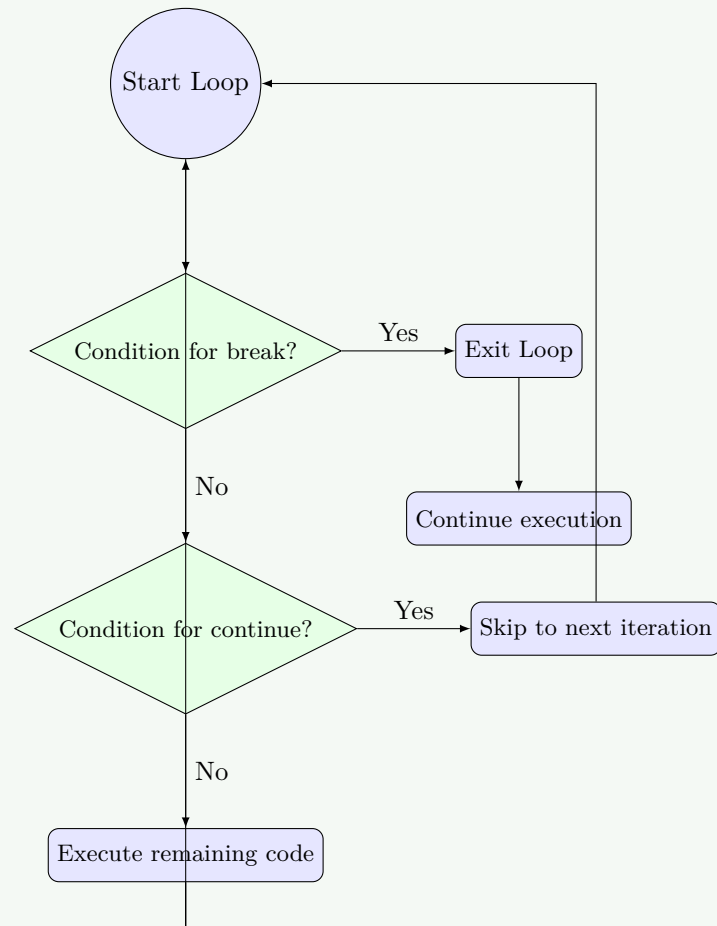 Start Loop
Condition for break?
Yes
Exit Loop
No
Continue execution
Condition for continue?
Yes
Skip to next iteration
No
Execute remaining code